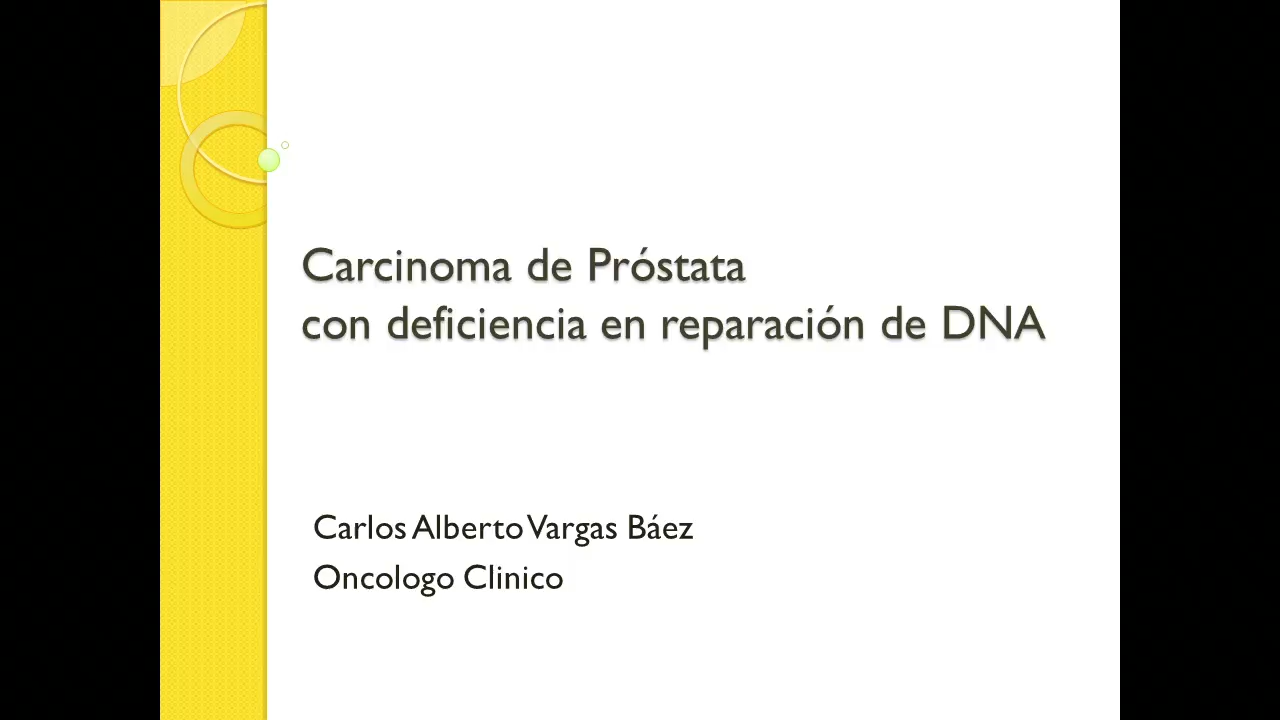 Carcinoma de Próstata
con deficiencia en reparación de DNA
Carlos Alberto Vargas Báez
Oncologo Clinico